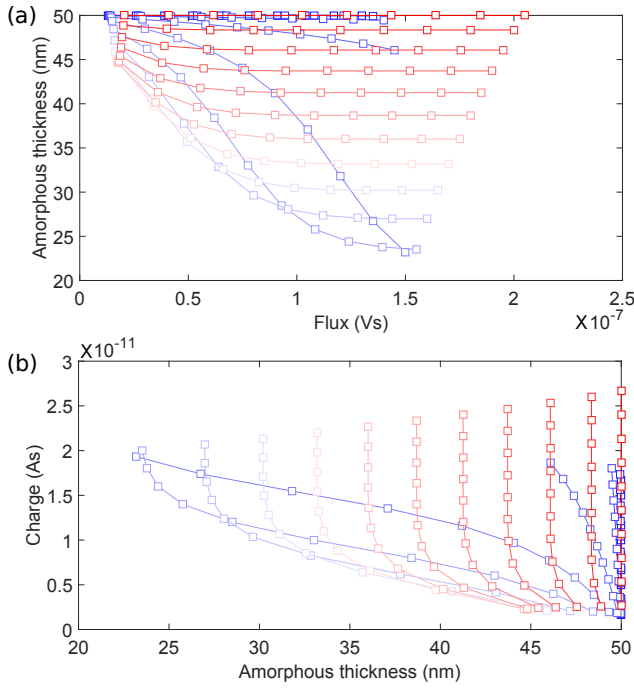 (a)
50
45
40
35
30
25
20
Amorphous thickness (nm)
0 0.5 1 1.5 2 2.5
Flux (Vs)
X10⁻⁷
(b)
X10⁻¹¹
3
2.5
2
1.5
1
0.5
0
Charge (As)
20 25 30 35 40 45 50
Amorphous thickness (nm)